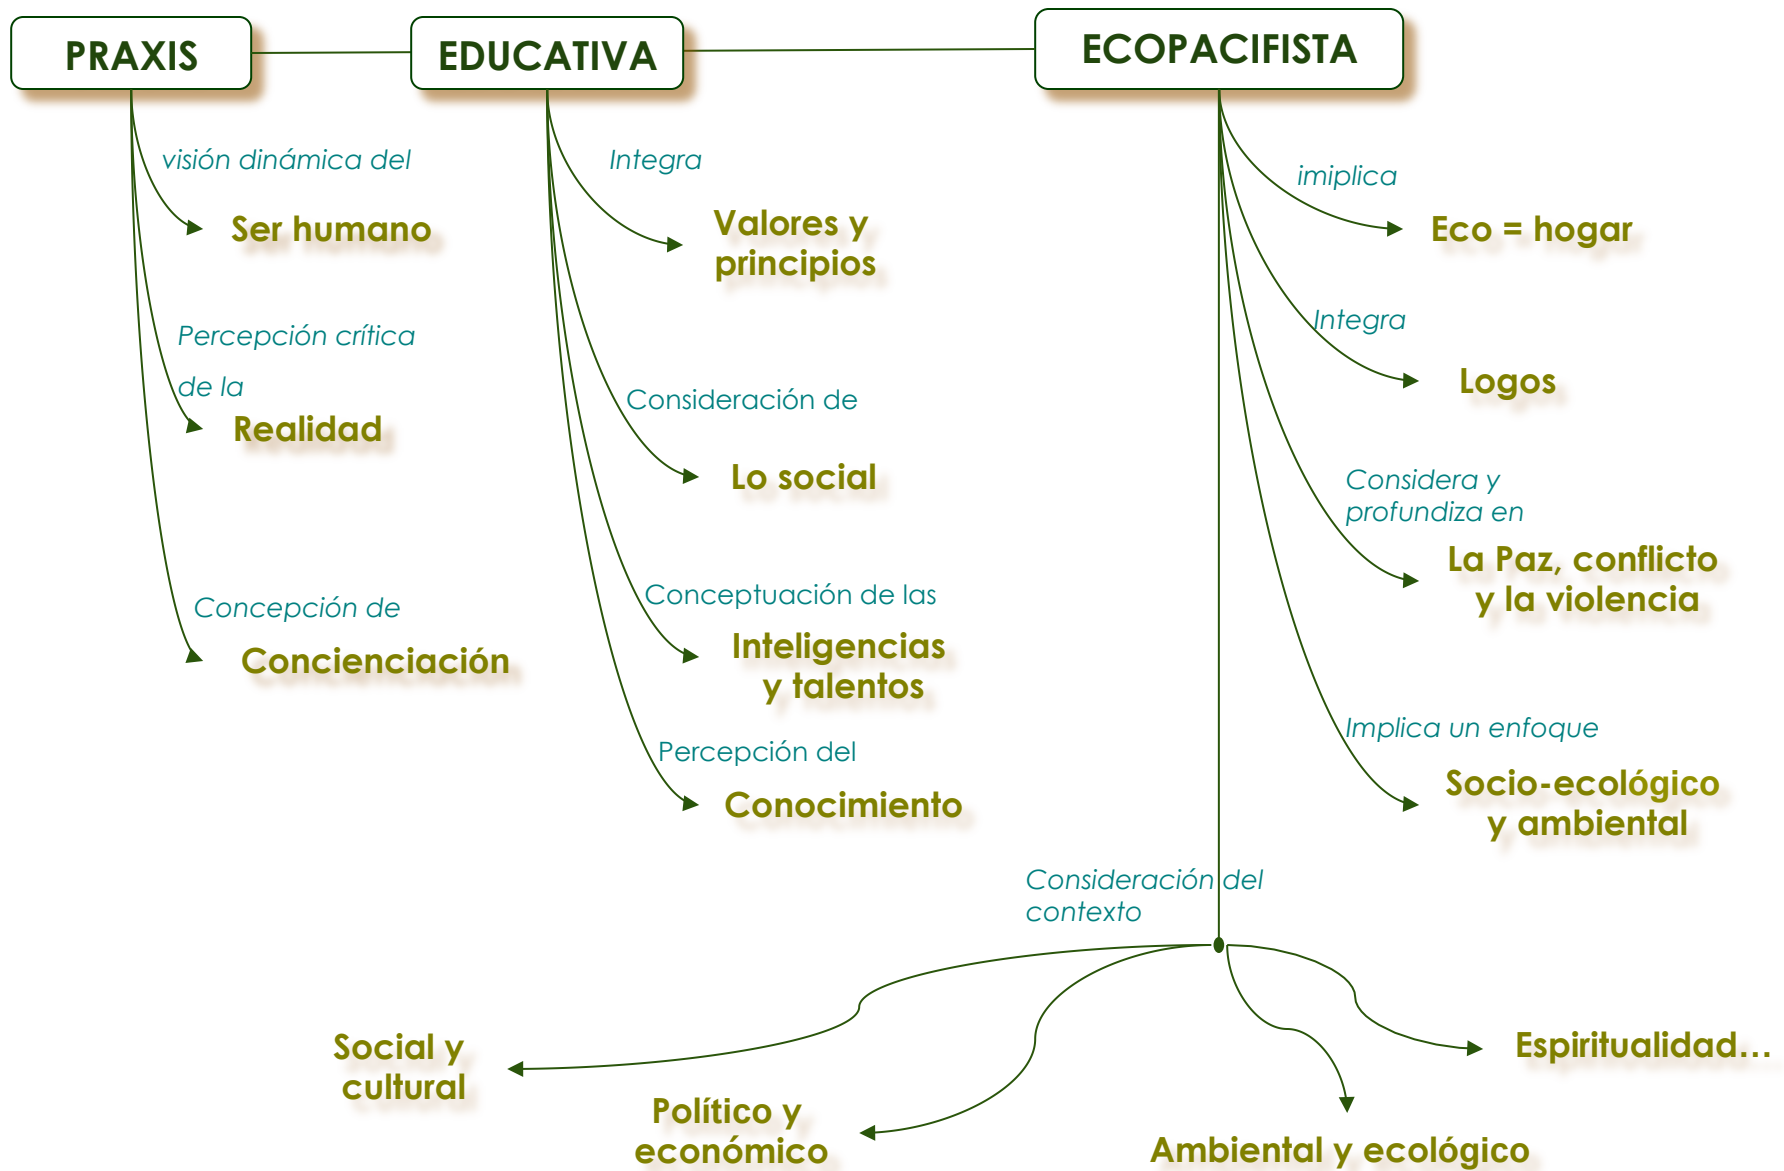 PRAXIS
EDUCATIVA
ECOPACIFISTA
visión dinámica del
Ser humano
Percepción crítica
de la
Realidad
Concepción de
Concienciación
Integra
Valores y
principios
Consideración de
Lo social
Conceptuación de las
Inteligencias
y talentos
Percepción del
Conocimiento
imiplica
Eco = hogar
Integra
Logos
Considera y
profundiza en
La Paz, conflicto
y la violencia
Implica un enfoque
Socio-ecológico
y ambiental
Consideración del
contexto
Social y
cultural
Político y
económico
Ambiental y ecológico
Espiritualidad...